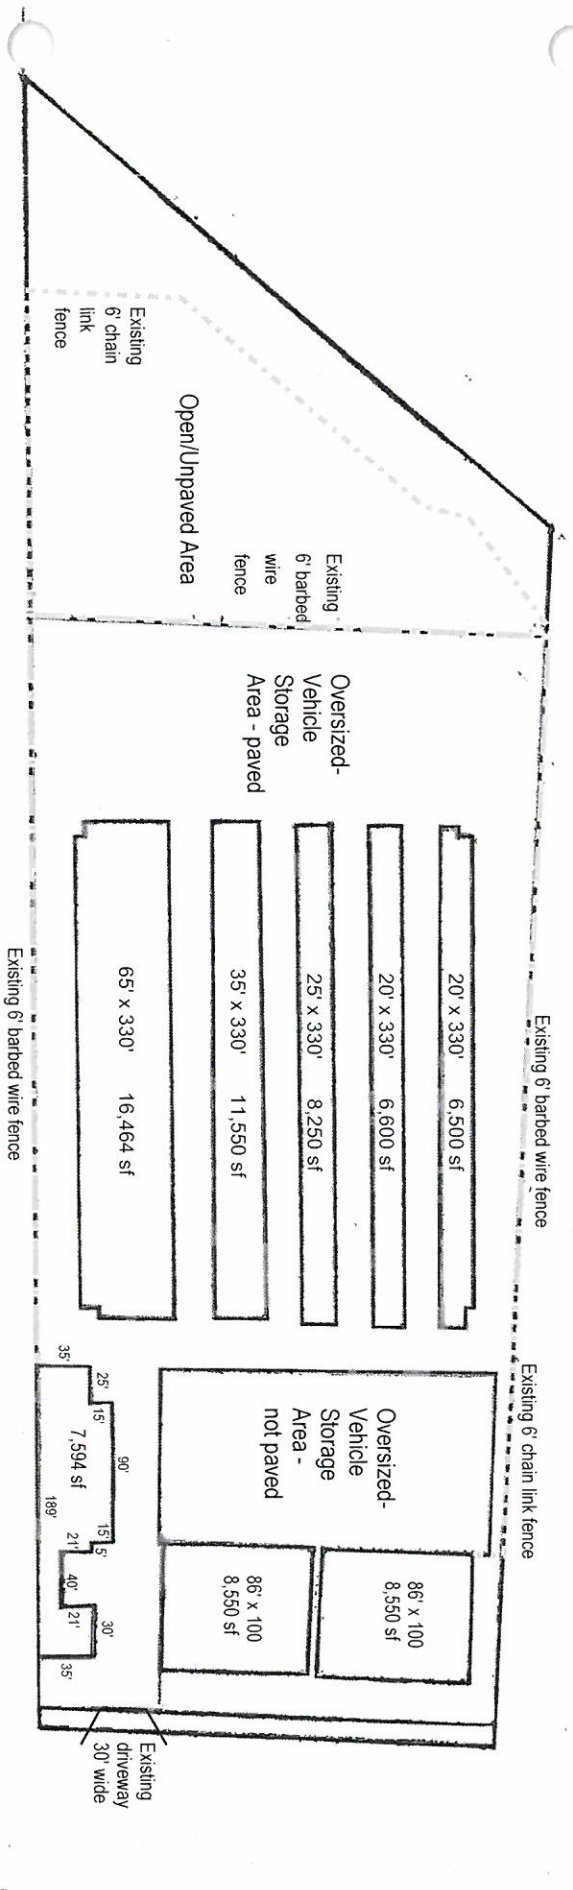 Existing
6' chain
link
fence
Open/Unpaved Area
Existing
6' barbed
wire
fence
Oversized-
Vehicle
Storage
Area - paved
20' x 330' 6,500 sf
20' x 330' 6,600 sf
25' x 330' 8,250 sf
35' x 330' 11,550 sf
65' x 330' 16,464 sf
Existing 6' barbed wire fence
Existing 6' barbed wire fence
Existing 6' chain link fence
Oversized-
Vehicle
Storage
Area -
not paved
86' x 100
8,550 sf
86' x 100
8,550 sf
35'
25'
15'
90'
7,594 sf
189'
15'
5'
21'
40'
21'
30'
35'
Existing
driveway
30' wide